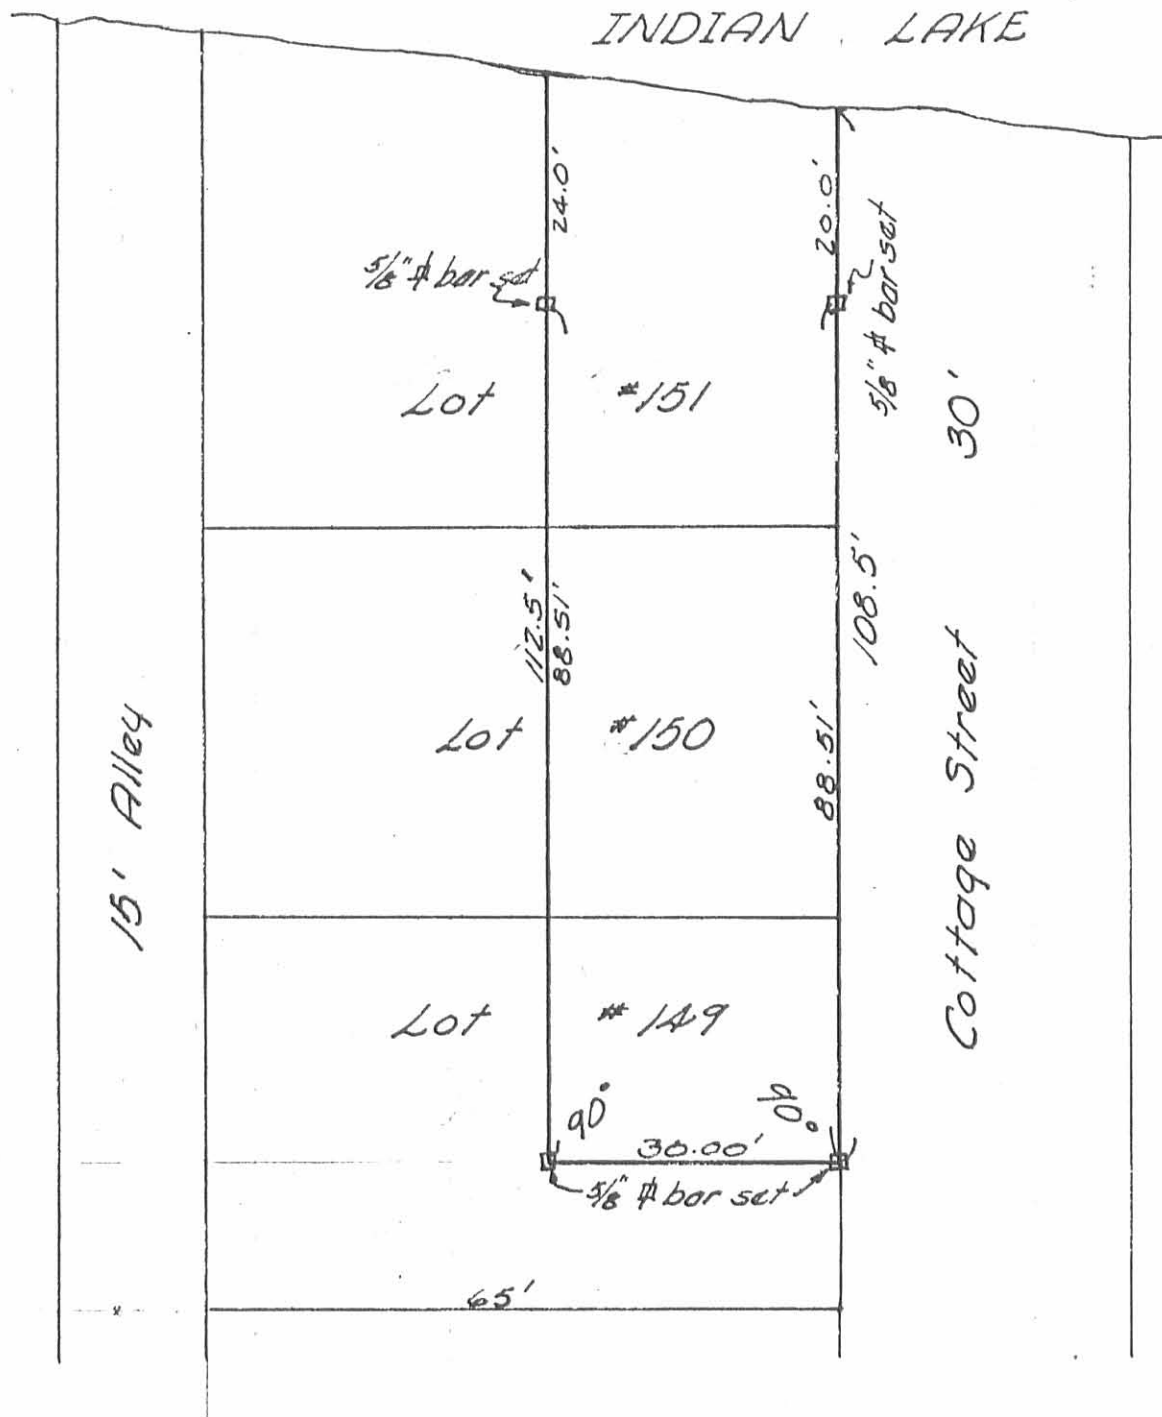 INDIAN LAKE
24.0'
20.0'
5/8" ⌀ bar set
5/8" ⌀ bar set
Lot #151
30'
112.5'
88.51'
108.5'
Lot #150
88.51'
15' Alley
Cottage Street
Lot #149
90°
90°
30.00'
5/8" ⌀ bar set
65'